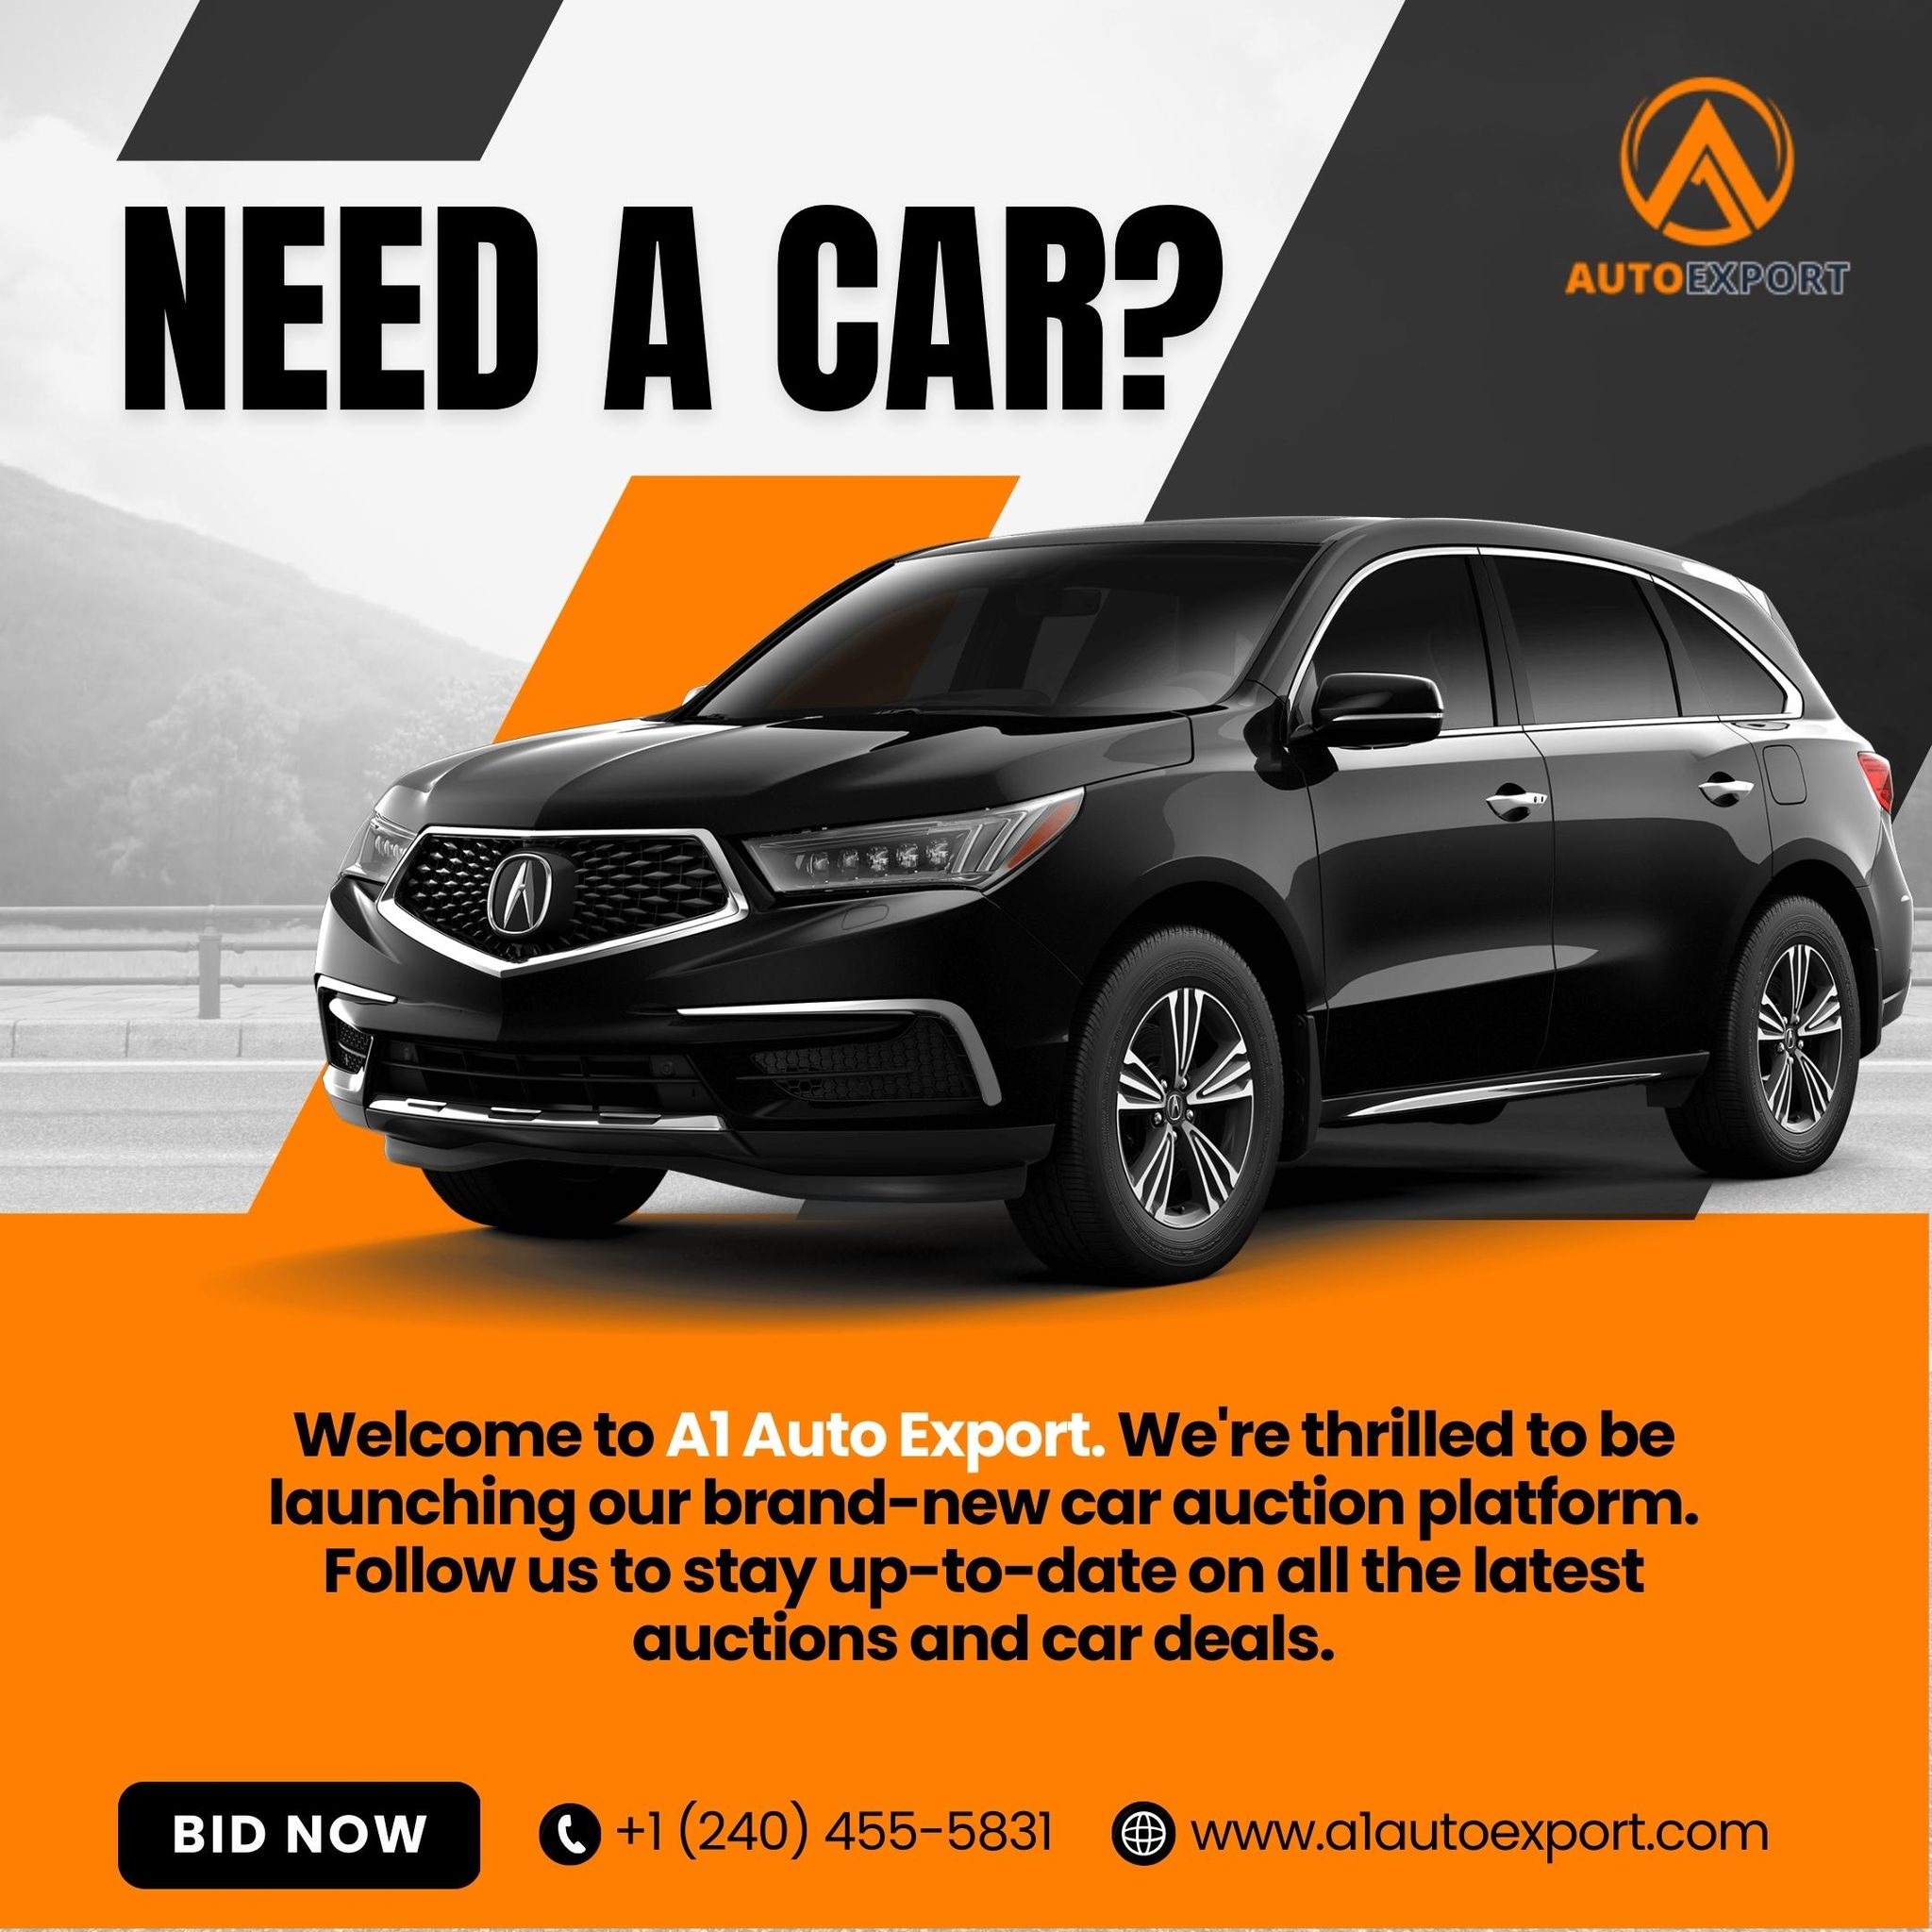 NEED A CAR?
AUTOEXPORT
Welcome to A1 Auto Export. We're thrilled to be
launching our brand-new car auction platform.
Follow us to stay up-to-date on all the latest
auctions and car deals.
BID NOW
+1 (240) 455-5831
www.a1autoexport.com